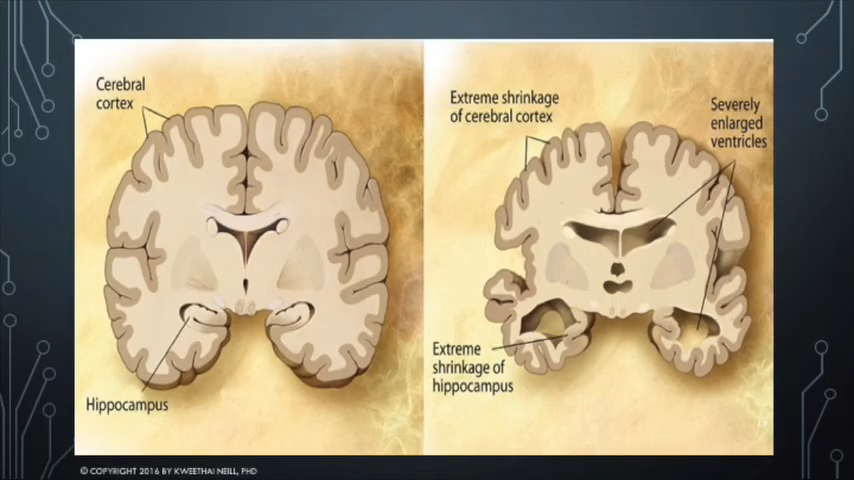 Cerebral
cortex
Hippocampus
Extreme shrinkage
of cerebral cortex
Severely
enlarged
ventricles
Extreme
shrinkage of
hippocampus
© COPYRIGHT 2016 BY KWEETHAI NEILL, PHD